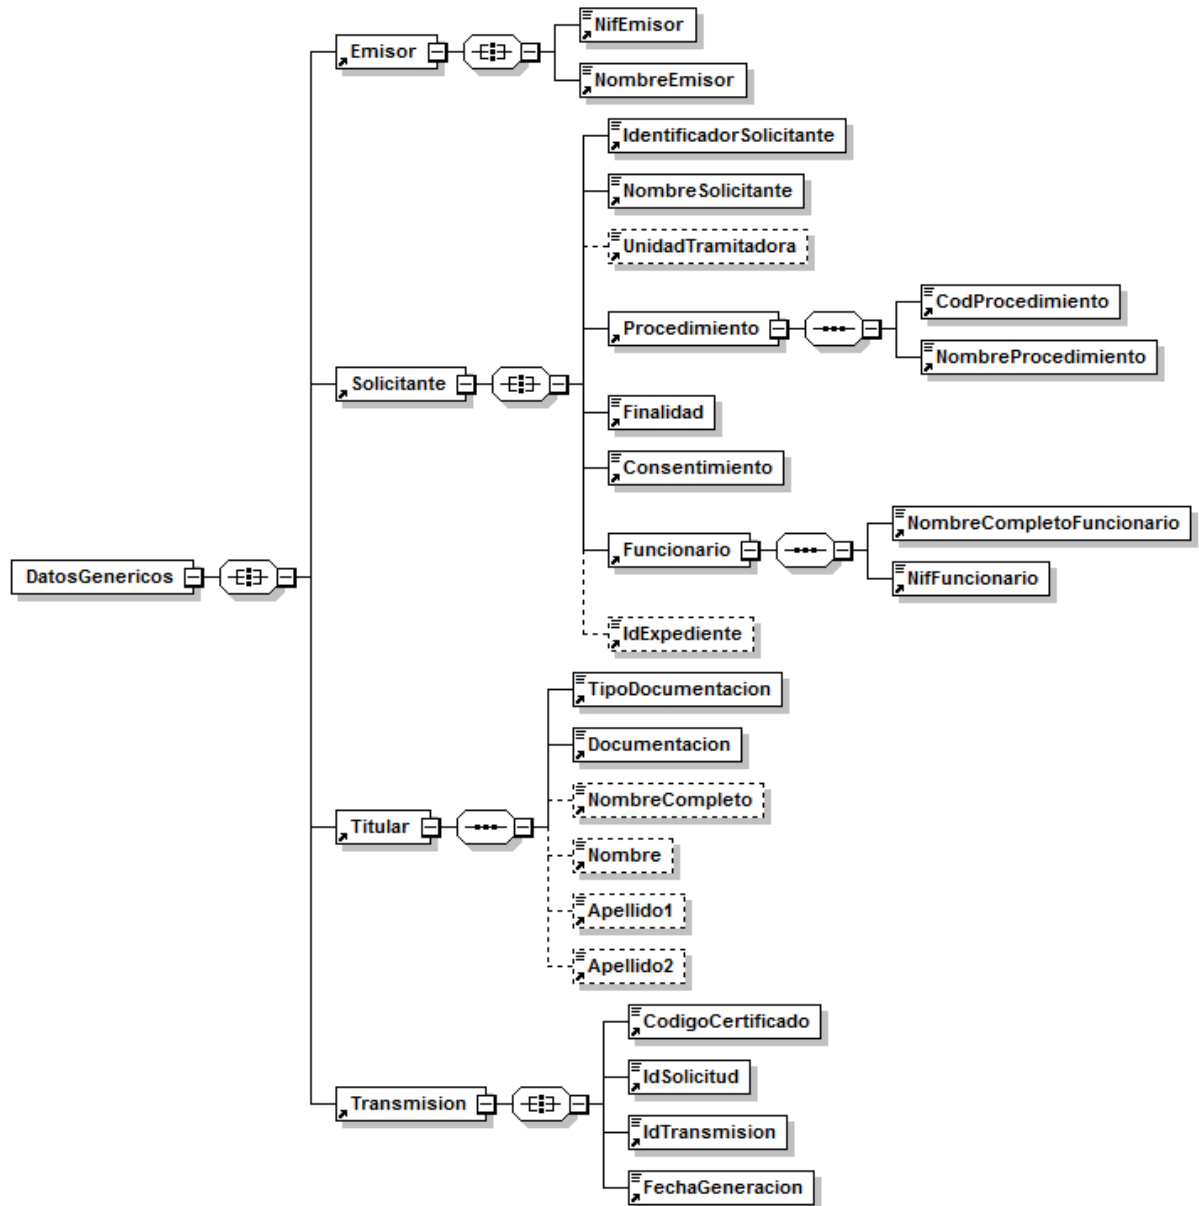 NifEmisor
Emisor
NombreEmisor
IdentificadorSolicitante
NombreSolicitante
UnidadTramitadora
CodProcedimiento
Procedimiento
NombreProcedimiento
Solicitante
Finalidad
Consentimiento
NombreCompletoFuncionario
Funcionario
NifFuncionario
DatosGenericos
IdExpediente
TipoDocumentacion
Documentacion
NombreCompleto
Titular
Nombre
Apellido1
Apellido2
CodigoCertificado
IdSolicitud
Transmision
IdTransmision
FechaGeneracion